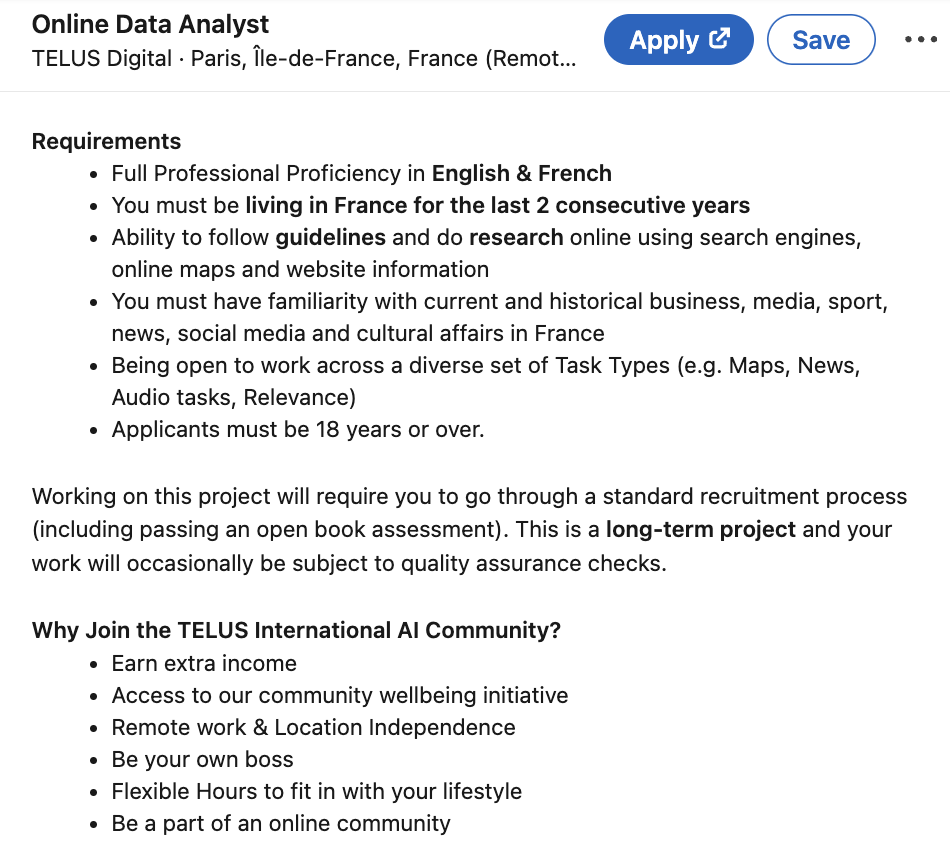 Online Data Analyst
TELUS Digital · Paris, Île-de-France, France (Remot...
Apply
Save
Requirements
• Full Professional Proficiency in English & French
• You must be living in France for the last 2 consecutive years
• Ability to follow guidelines and do research online using search engines,
online maps and website information
• You must have familiarity with current and historical business, media, sport,
news, social media and cultural affairs in France
• Being open to work across a diverse set of Task Types (e.g. Maps, News,
Audio tasks, Relevance)
• Applicants must be 18 years or over.
Working on this project will require you to go through a standard recruitment process
(including passing an open book assessment). This is a long-term project and your
work will occasionally be subject to quality assurance checks.
Why Join the TELUS International AI Community?
• Earn extra income
• Access to our community wellbeing initiative
• Remote work & Location Independence
• Be your own boss
• Flexible Hours to fit in with your lifestyle
• Be a part of an online community